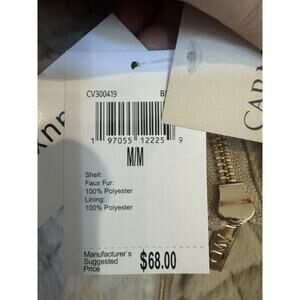 CV300419
1 97055 12225 9
M/M
Shell:
Faux Fur:
100% Polyester
Lining:
100% Polyester
Manufacturer's
Suggested
Price
$68.00